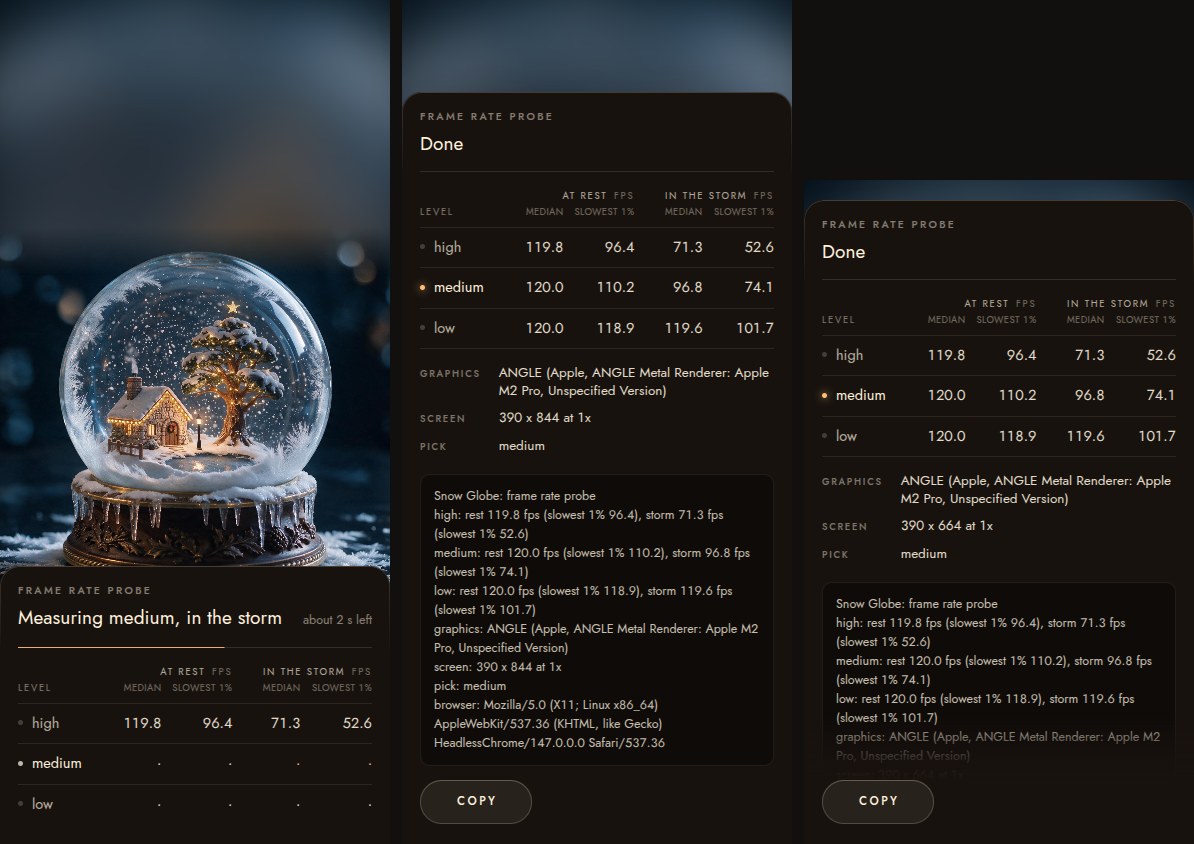 FRAME RATE PROBE
Measuring medium, in the storm about 2 s left
AT REST FPS IN THE STORM FPS
LEVEL MEDIAN SLOWEST 1% MEDIAN SLOWEST 1%
high 119.8 96.4 71.3 52.6
medium · · · ·
low · · · ·
FRAME RATE PROBE
Done
AT REST FPS IN THE STORM FPS
LEVEL MEDIAN SLOWEST 1% MEDIAN SLOWEST 1%
high 119.8 96.4 71.3 52.6
medium 120.0 110.2 96.8 74.1
low 120.0 118.9 119.6 101.7
GRAPHICS ANGLE (Apple, ANGLE Metal Renderer: Apple
M2 Pro, Unspecified Version)
SCREEN 390 x 844 at 1x
PICK medium
Snow Globe: frame rate probe
high: rest 119.8 fps (slowest 1% 96.4), storm 71.3 fps
(slowest 1% 52.6)
medium: rest 120.0 fps (slowest 1% 110.2), storm 96.8 fps
(slowest 1% 74.1)
low: rest 120.0 fps (slowest 1% 118.9), storm 119.6 fps
(slowest 1% 101.7)
graphics: ANGLE (Apple, ANGLE Metal Renderer: Apple M2
Pro, Unspecified Version)
screen: 390 x 844 at 1x
pick: medium
browser: Mozilla/5.0 (X11; Linux x86_64)
AppleWebKit/537.36 (KHTML, like Gecko)
HeadlessChrome/147.0.0.0 Safari/537.36
COPY
FRAME RATE PROBE
Done
AT REST FPS IN THE STORM FPS
LEVEL MEDIAN SLOWEST 1% MEDIAN SLOWEST 1%
high 119.8 96.4 71.3 52.6
medium 120.0 110.2 96.8 74.1
low 120.0 118.9 119.6 101.7
GRAPHICS ANGLE (Apple, ANGLE Metal Renderer: Apple
M2 Pro, Unspecified Version)
SCREEN 390 x 664 at 1x
PICK medium
Snow Globe: frame rate probe
high: rest 119.8 fps (slowest 1% 96.4), storm 71.3 fps
(slowest 1% 52.6)
medium: rest 120.0 fps (slowest 1% 110.2), storm 96.8 fps
(slowest 1% 74.1)
low: rest 120.0 fps (slowest 1% 118.9), storm 119.6 fps
(slowest 1% 101.7)
graphics: ANGLE (Apple, ANGLE Metal Renderer: Apple M2
Pro, Unspecified Version)
COPY